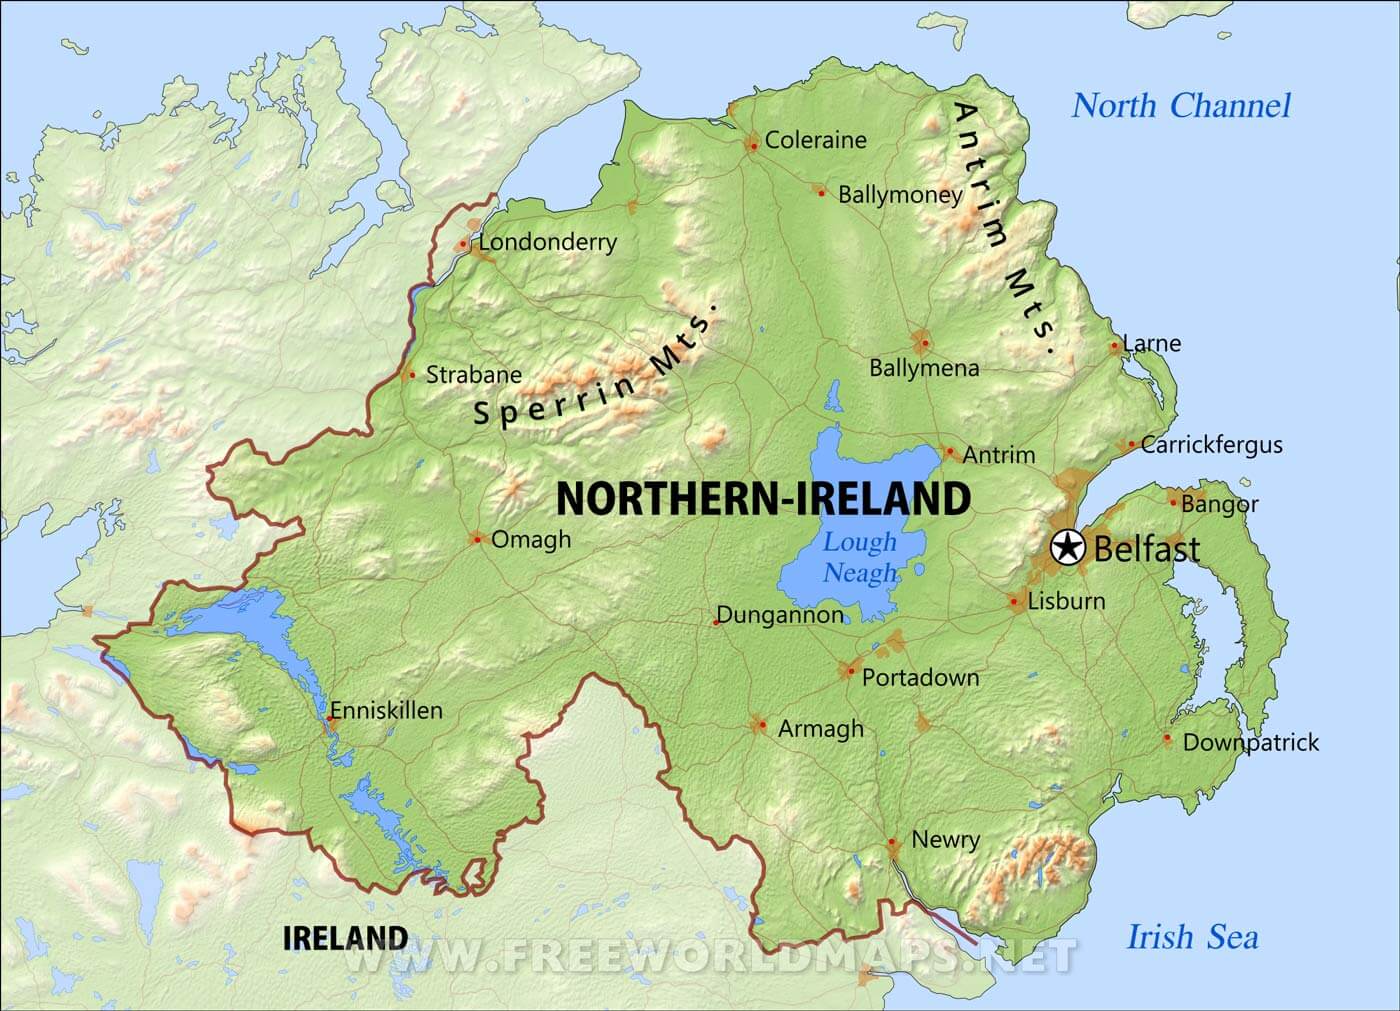 North Channel
Antrim Mts.
Coleraine
Ballymoney
Londonderry
Sperrin Mts.
Larne
Ballymena
Strabane
Carrickfergus
Antrim
NORTHERN-IRELAND
Bangor
Omagh
Lough
Neagh
Belfast
Lisburn
Dungannon
Portadown
Enniskillen
Armagh
Downpatrick
Newry
IRELAND
Irish Sea
WWW.FREEWORLDMAPS.NET